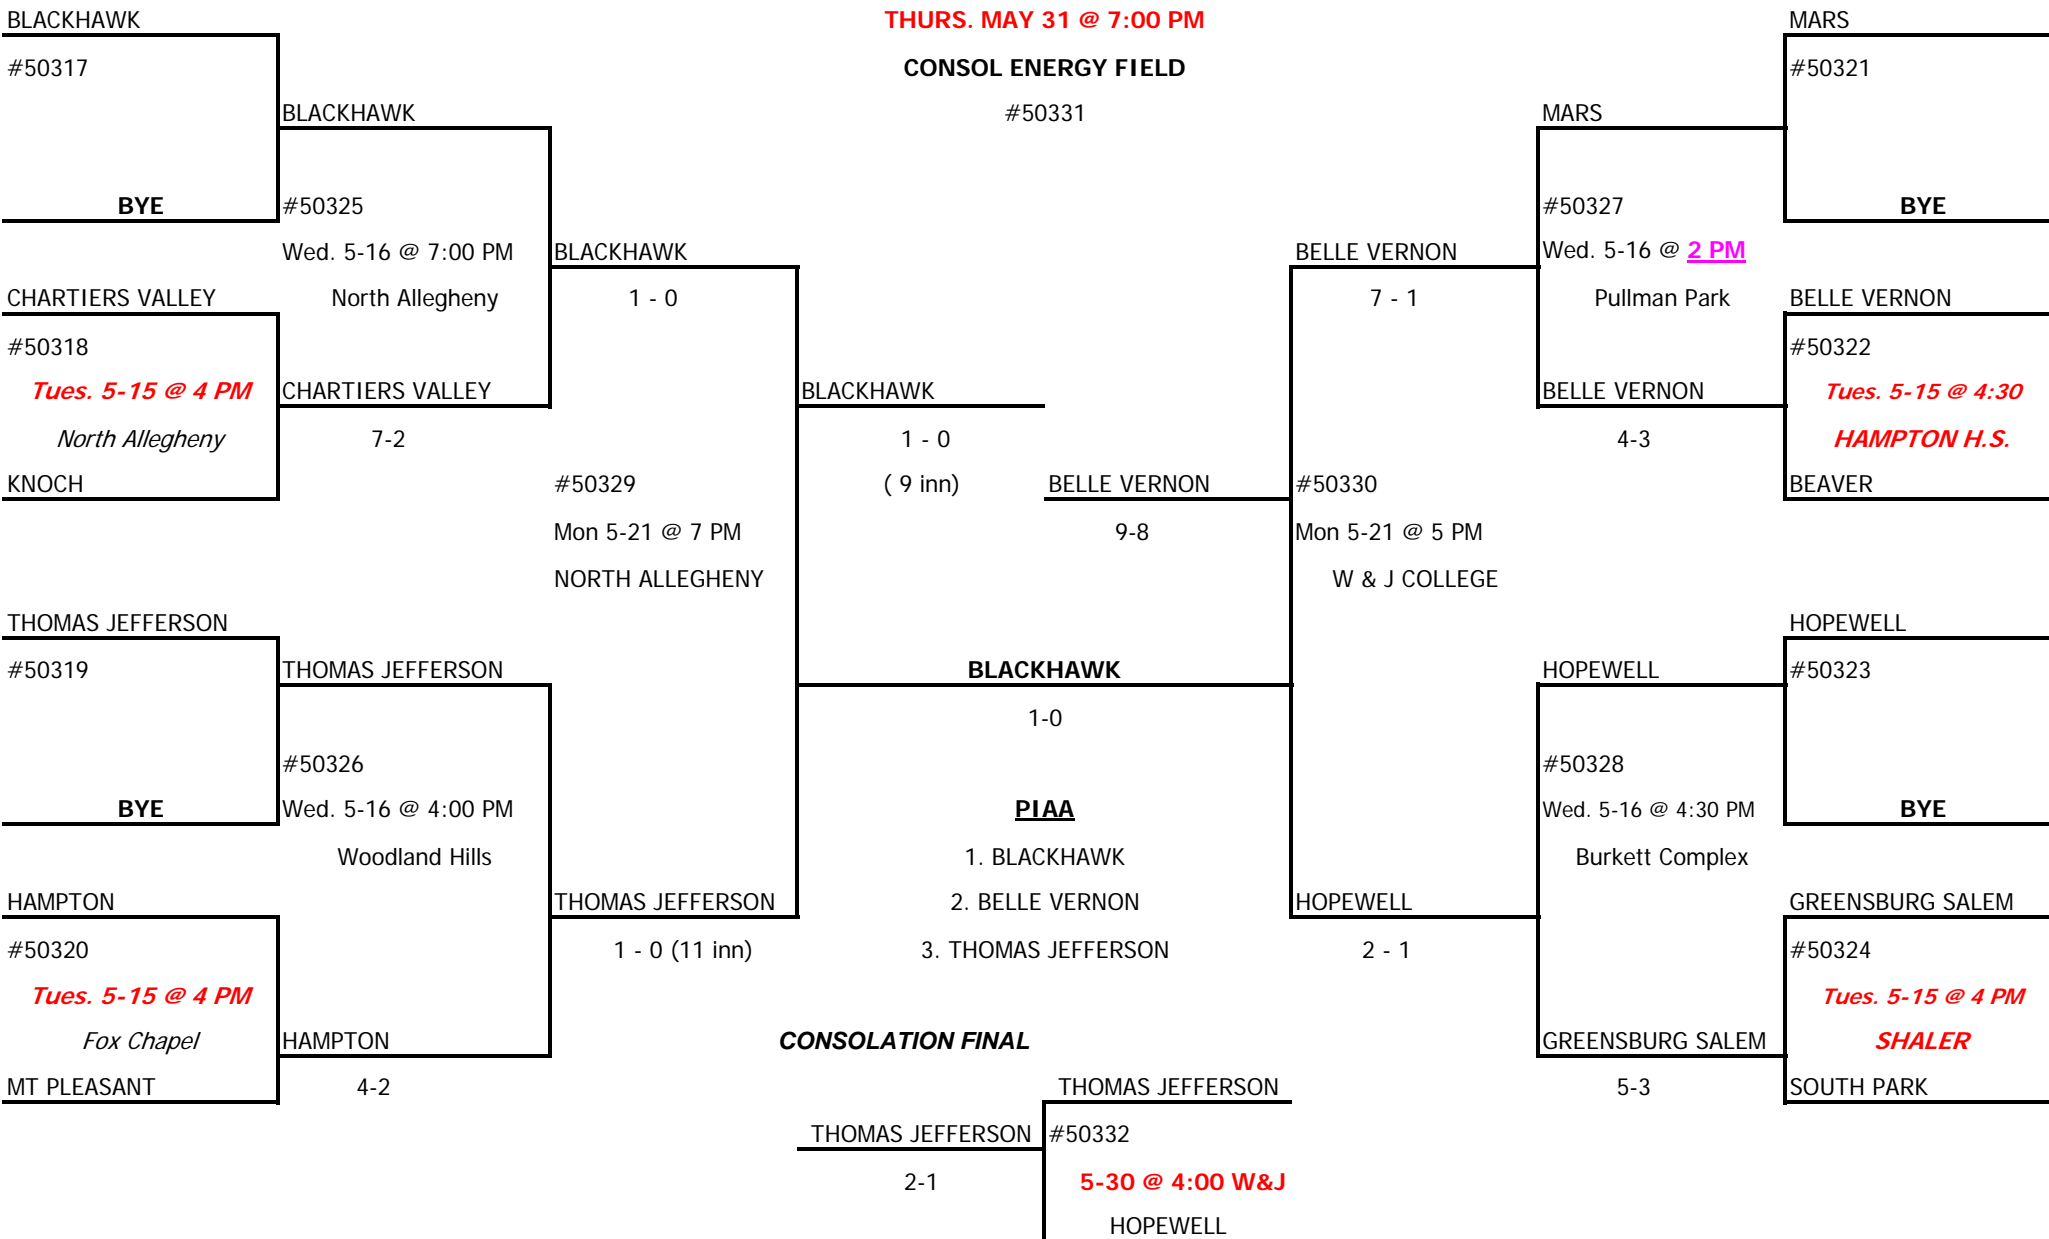 BLACKHAWK
#50317
BYE
CHARTIERS VALLEY
#50318
Tues. 5-15 @ 4 PM
North Allegheny
KNOCH
THOMAS JEFFERSON
#50319
BYE
HAMPTON
#50320
Tues. 5-15 @ 4 PM
Fox Chapel
MT PLEASANT
BLACKHAWK
#50325
Wed. 5-16 @ 7:00 PM
North Allegheny
CHARTIERS VALLEY
7-2
THOMAS JEFFERSON
#50326
Wed. 5-16 @ 4:00 PM
Woodland Hills
HAMPTON
4-2
BLACKHAWK
1 - 0
#50329
Mon 5-21 @ 7 PM
NORTH ALLEGHENY
THOMAS JEFFERSON
1 - 0 (11 inn)
THURS. MAY 31 @ 7:00 PM
CONSOL ENERGY FIELD
#50331
BLACKHAWK
1 - 0
( 9 inn)
BELLE VERNON
9-8
BLACKHAWK
1-0
PIAA
1. BLACKHAWK
2. BELLE VERNON
3. THOMAS JEFFERSON
CONSOLATION FINAL
THOMAS JEFFERSON
THOMAS JEFFERSON
2-1
#50332
5-30 @ 4:00 W&J
HOPEWELL
BELLE VERNON
7 - 1
#50330
Mon 5-21 @ 5 PM
W & J COLLEGE
HOPEWELL
2 - 1
MARS
#50327
Wed. 5-16 @ 2 PM
Pullman Park
BELLE VERNON
4-3
HOPEWELL
#50328
Wed. 5-16 @ 4:30 PM
Burkett Complex
GREENSBURG SALEM
5-3
MARS
#50321
BYE
BELLE VERNON
#50322
Tues. 5-15 @ 4:30
HAMPTON H.S.
BEAVER
HOPEWELL
#50323
BYE
GREENSBURG SALEM
#50324
Tues. 5-15 @ 4 PM
SHALER
SOUTH PARK